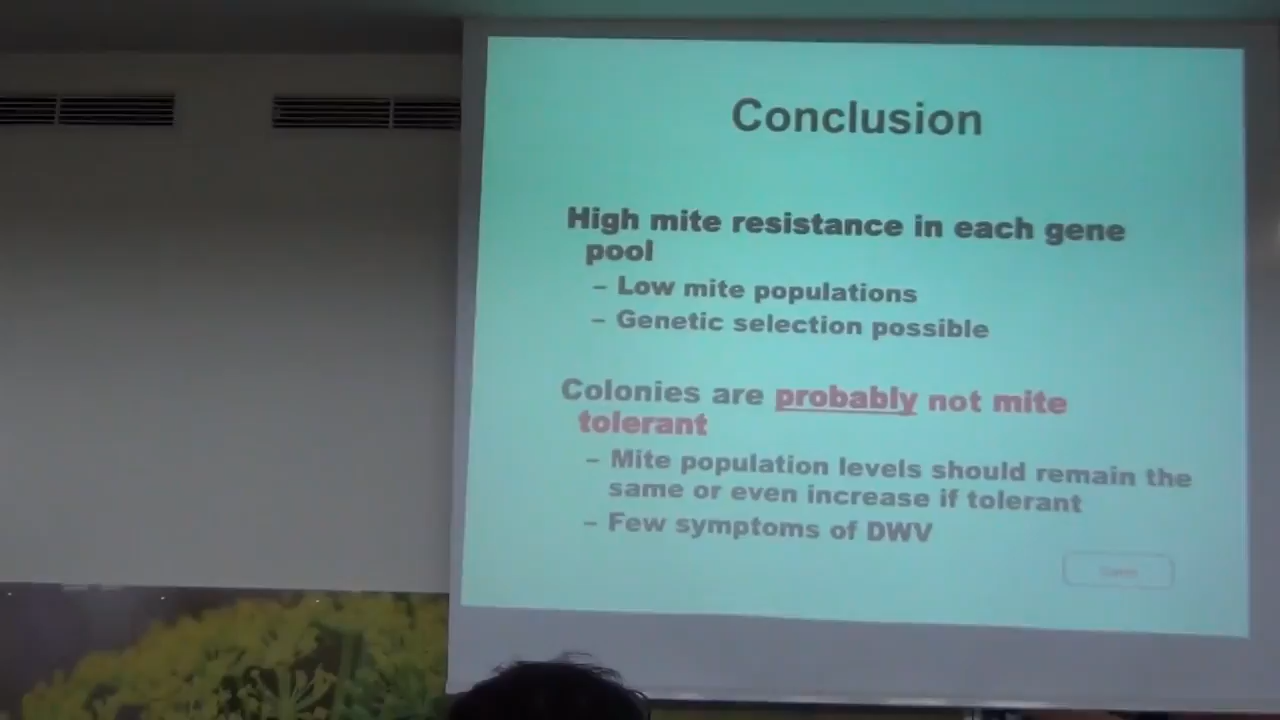 Conclusion
High mite resistance in each gene
pool
– Low mite populations
– Genetic selection possible
Colonies are probably not mite
tolerant
– Mite population levels should remain the
same or even increase if tolerant
– Few symptoms of DWV